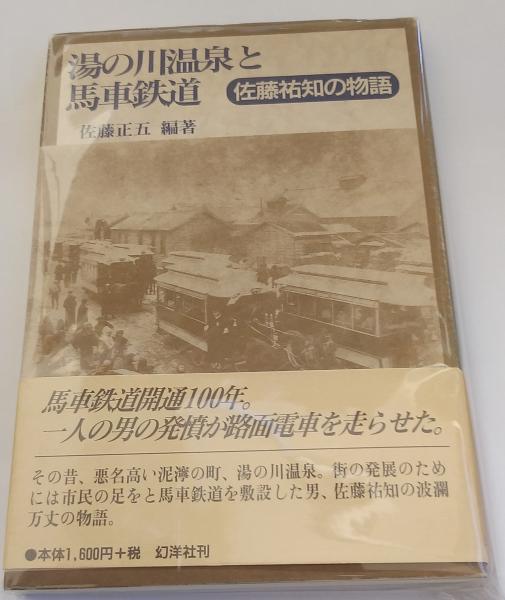 湯の川温泉と
馬車鉄道
佐藤祐知の物語
佐藤正五 編著
馬車鉄道開通100年。
一人の男の発憤が路面電車を走らせた。
その昔、悪名高い泥濘の町、湯の川温泉。街の発展のため
には市民の足をと馬車鉄道を敷設した男、佐藤祐知の波瀾
万丈の物語。
●本体1,600円+税 幻洋社刊